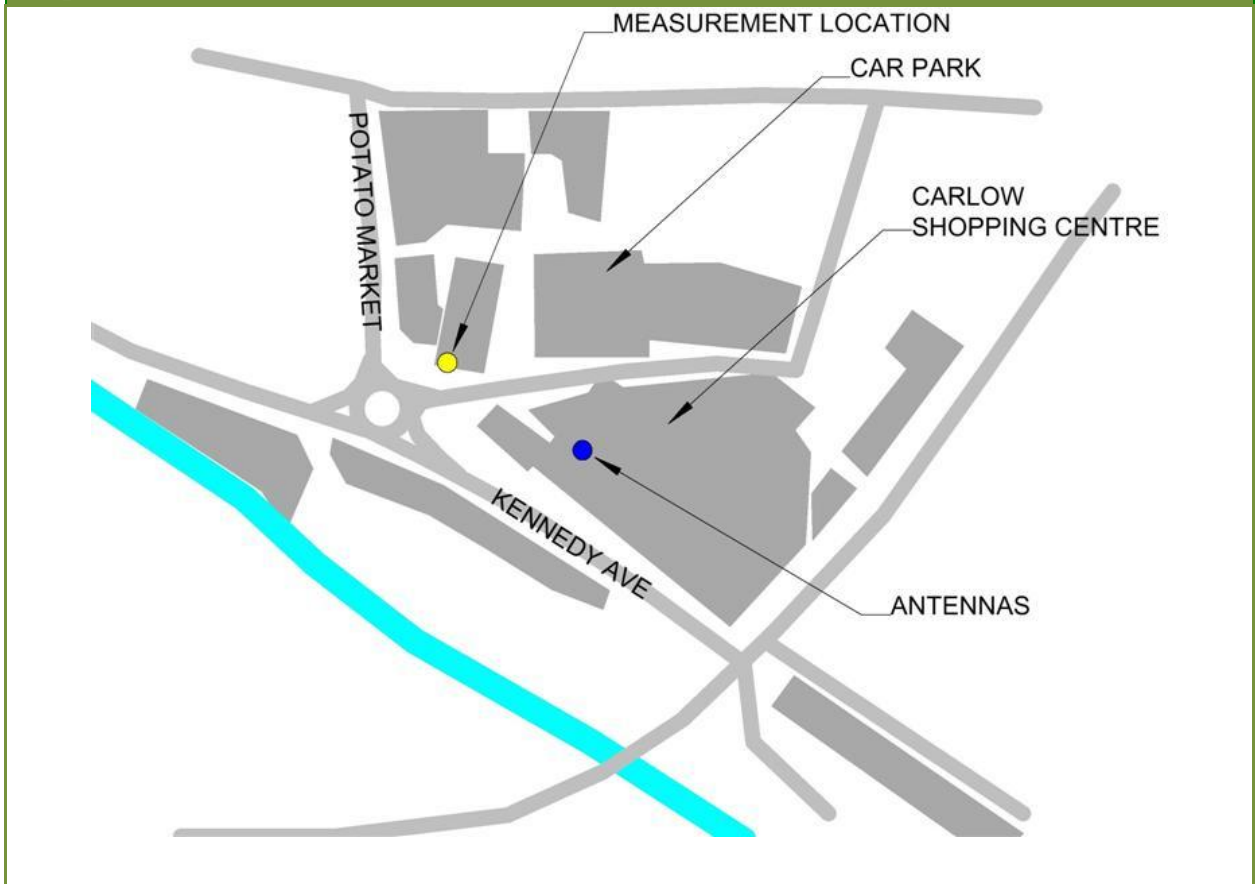 MEASUREMENT LOCATION
CAR PARK
POTATO MARKET
CARLOW
SHOPPING CENTRE
KENNEDY AVE
ANTENNAS